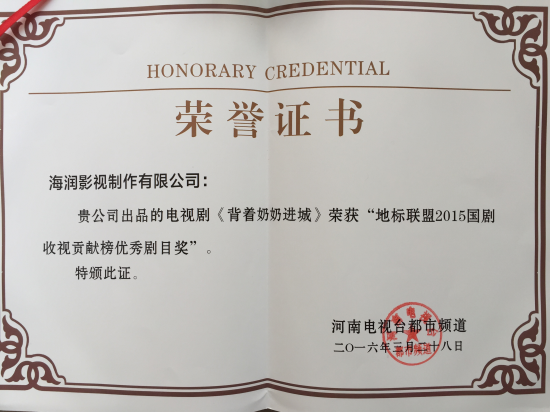 HONORARY CREDENTIAL
荣誉证书
海润影视制作有限公司：
贵公司出品的电视剧《背着奶奶进城》荣获“地标联盟2015国剧
收视贡献榜优秀剧目奖”。
特颁此证。
河南电视台都市频道
二〇一六年三月二十八日
都市频道